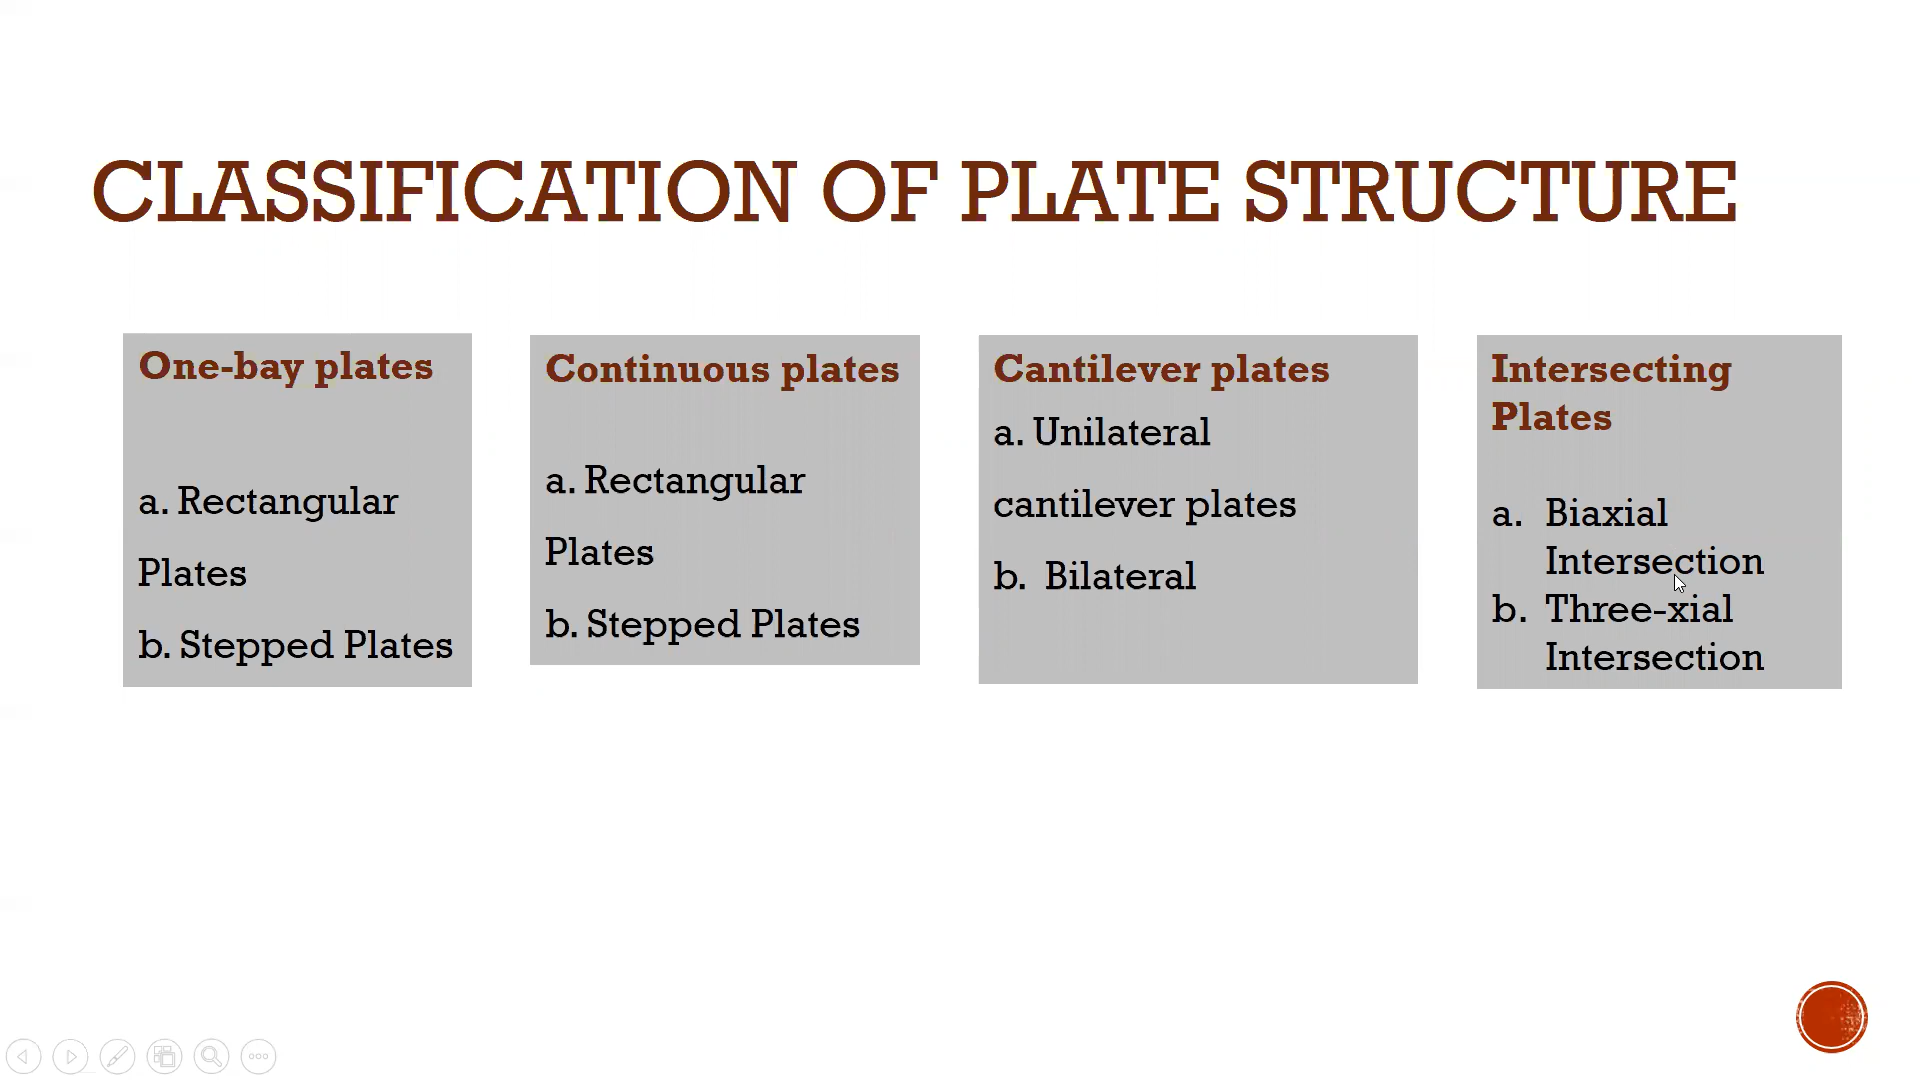 CLASSIFICATION OF PLATE STRUCTURE
One-bay plates
a. Rectangular
Plates
b. Stepped Plates
Continuous plates
a. Rectangular
Plates
b. Stepped Plates
Cantilever plates
a. Unilateral
cantilever plates
b. Bilateral
Intersecting
Plates
a. Biaxial
Intersection
b. Three-xial
Intersection